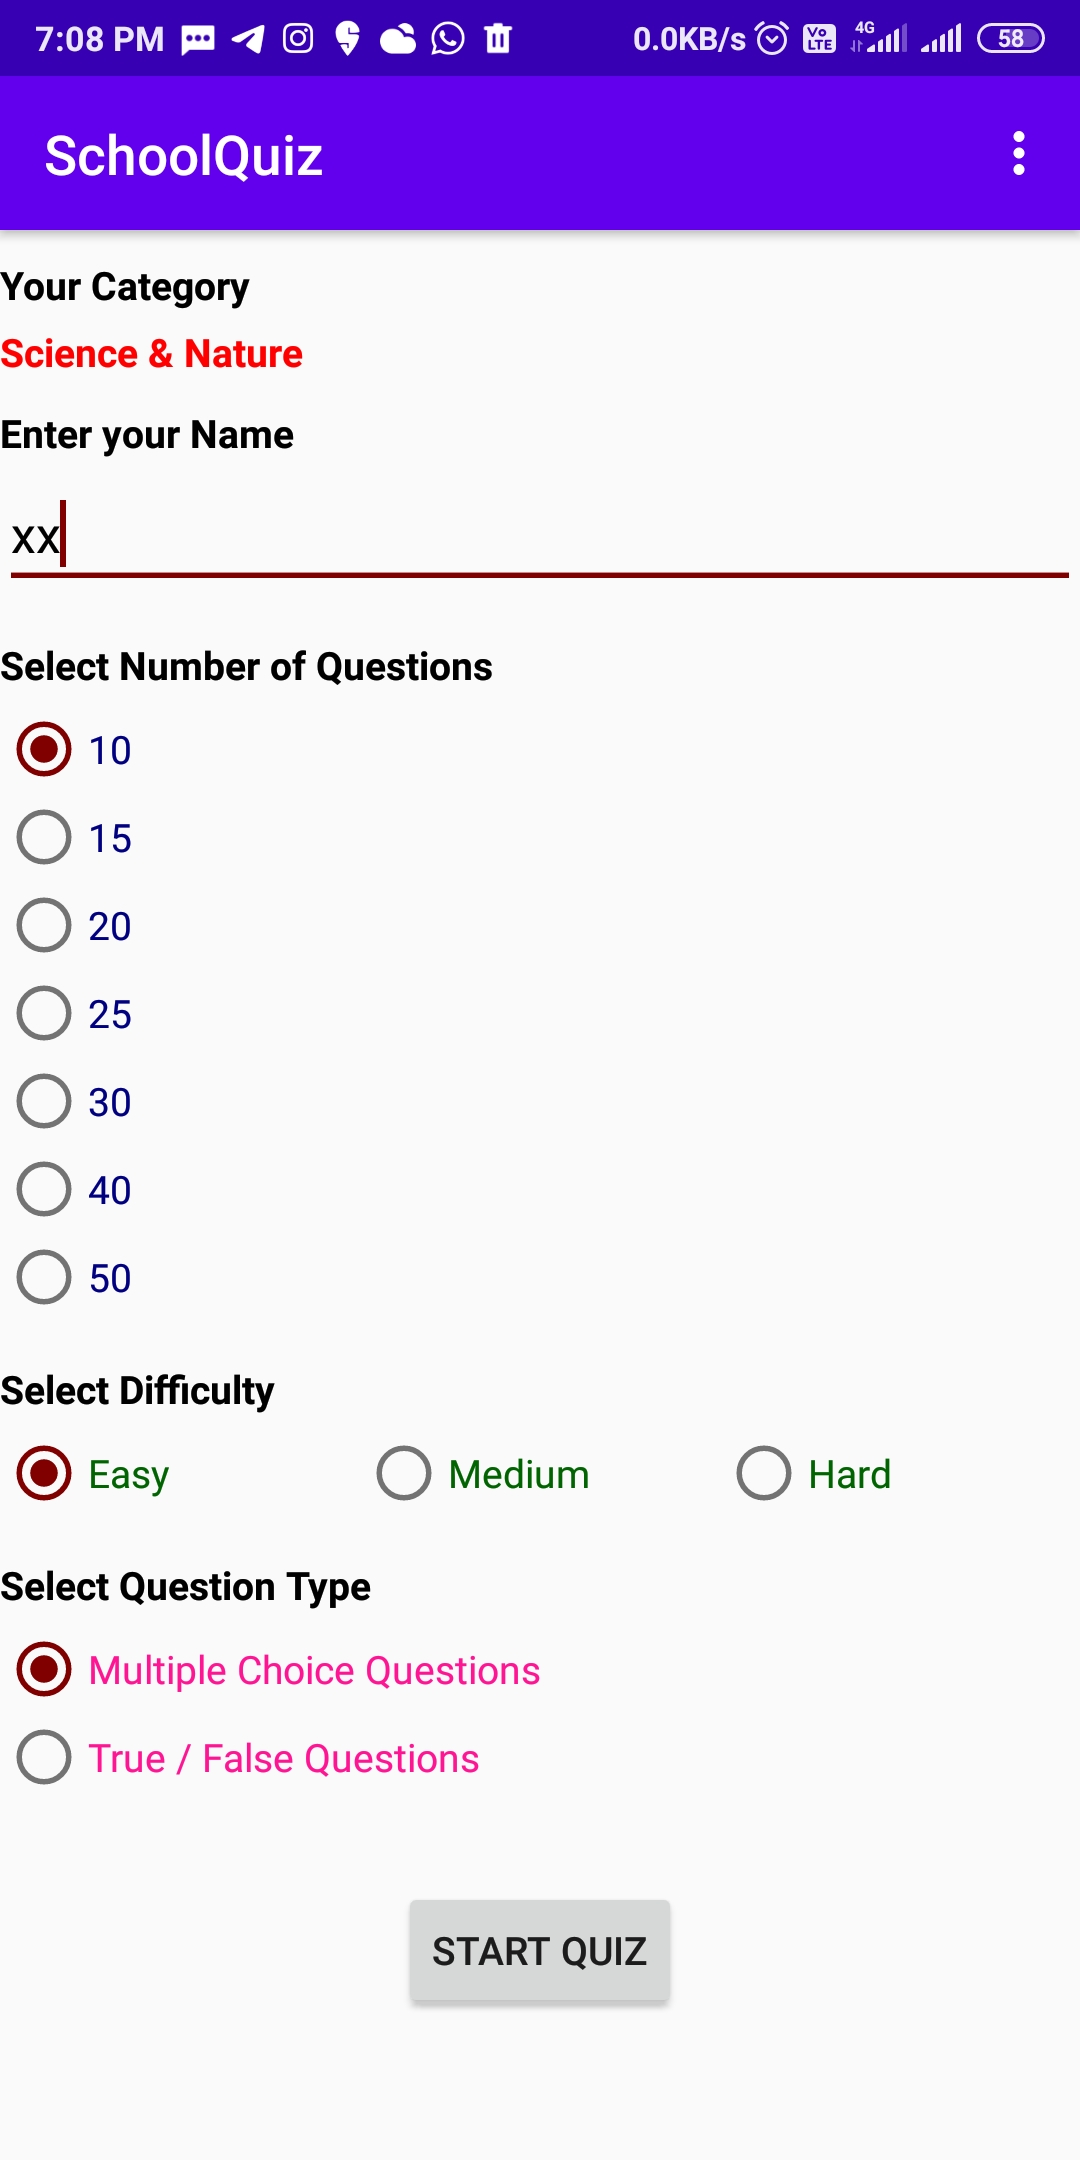 7:08 PM 0.0KB/s Vo LTE 4G 58
SchoolQuiz
Your Category
Science & Nature
Enter your Name
xx
Select Number of Questions
10
15
20
25
30
40
50
Select Difficulty
Easy Medium Hard
Select Question Type
Multiple Choice Questions
True / False Questions
START QUIZ